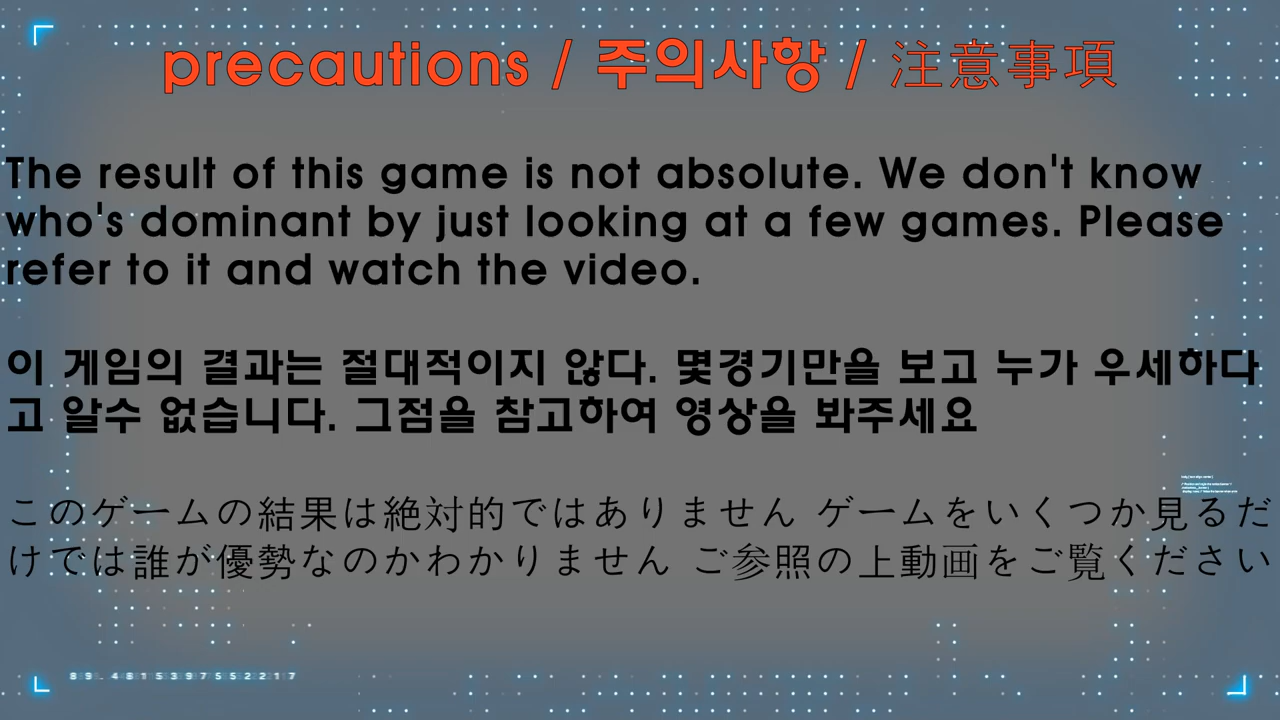 precautions / 주의사항 / 注意事項
The result of this game is not absolute. We don't know
who's dominant by just looking at a few games. Please
refer to it and watch the video.
이 게임의 결과는 절대적이지 않다. 몇경기만을 보고 누가 우세하다
고 알수 없습니다. 그점을 참고하여 영상을 봐주세요
このゲームの結果は絶対的ではありません ゲームをいくつか見るだ
けでは誰が優勢なのかわかりません ご参照の上動画をご覧ください